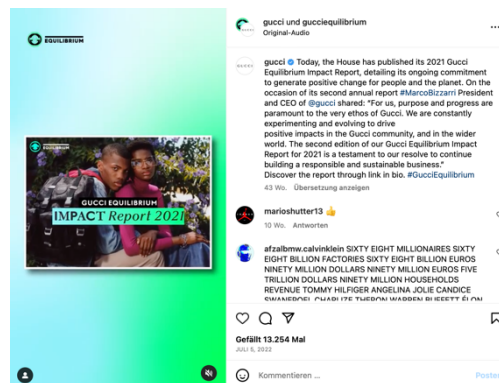 EQUILIBRIUM
GUCCI EQUILIBRIUM
IMPACT Report 2021
gucci und gucciequilibrium
Original-Audio
gucci Today, the House has published its 2021 Gucci
Equilibrium Impact Report, detailing its ongoing commitment
to generate positive change for people and the planet. On the
occasion of its second annual report #MarcoBizzarri President
and CEO of @gucci shared: "For us, purpose and progress are
paramount to the very ethos of Gucci. We are constantly
experimenting and evolving to drive
positive impacts in the Gucci community, and in the wider
world. The second edition of our Gucci Equilibrium Impact
Report for 2021 is a testament to our resolve to continue
building a responsible and sustainable business."
Discover the report through link in bio. #GucciEquilibrium
43 Wo. Übersetzung anzeigen
marioshutter13 👍
10 Wo. Antworten
afzalbmw.calvinklein SIXTY EIGHT MILLIONAIRES SIXTY
EIGHT BILLION FACTORIES SIXTY EIGHT BILLION EUROS
NINETY MILLION DOLLARS NINETY MILLION EUROS FIVE
TRILLION DOLLARS NINETY MILLION HOUSEHOLDS
REVENUE TOMMY HILFIGER ANGELINA JOLIE CANDICE
SWANEPOEL CHARLIZE THERON WARREN BUFFETT ELON
Gefällt 13.254 Mal
JULI 5, 2022
Kommentieren ...
Posten